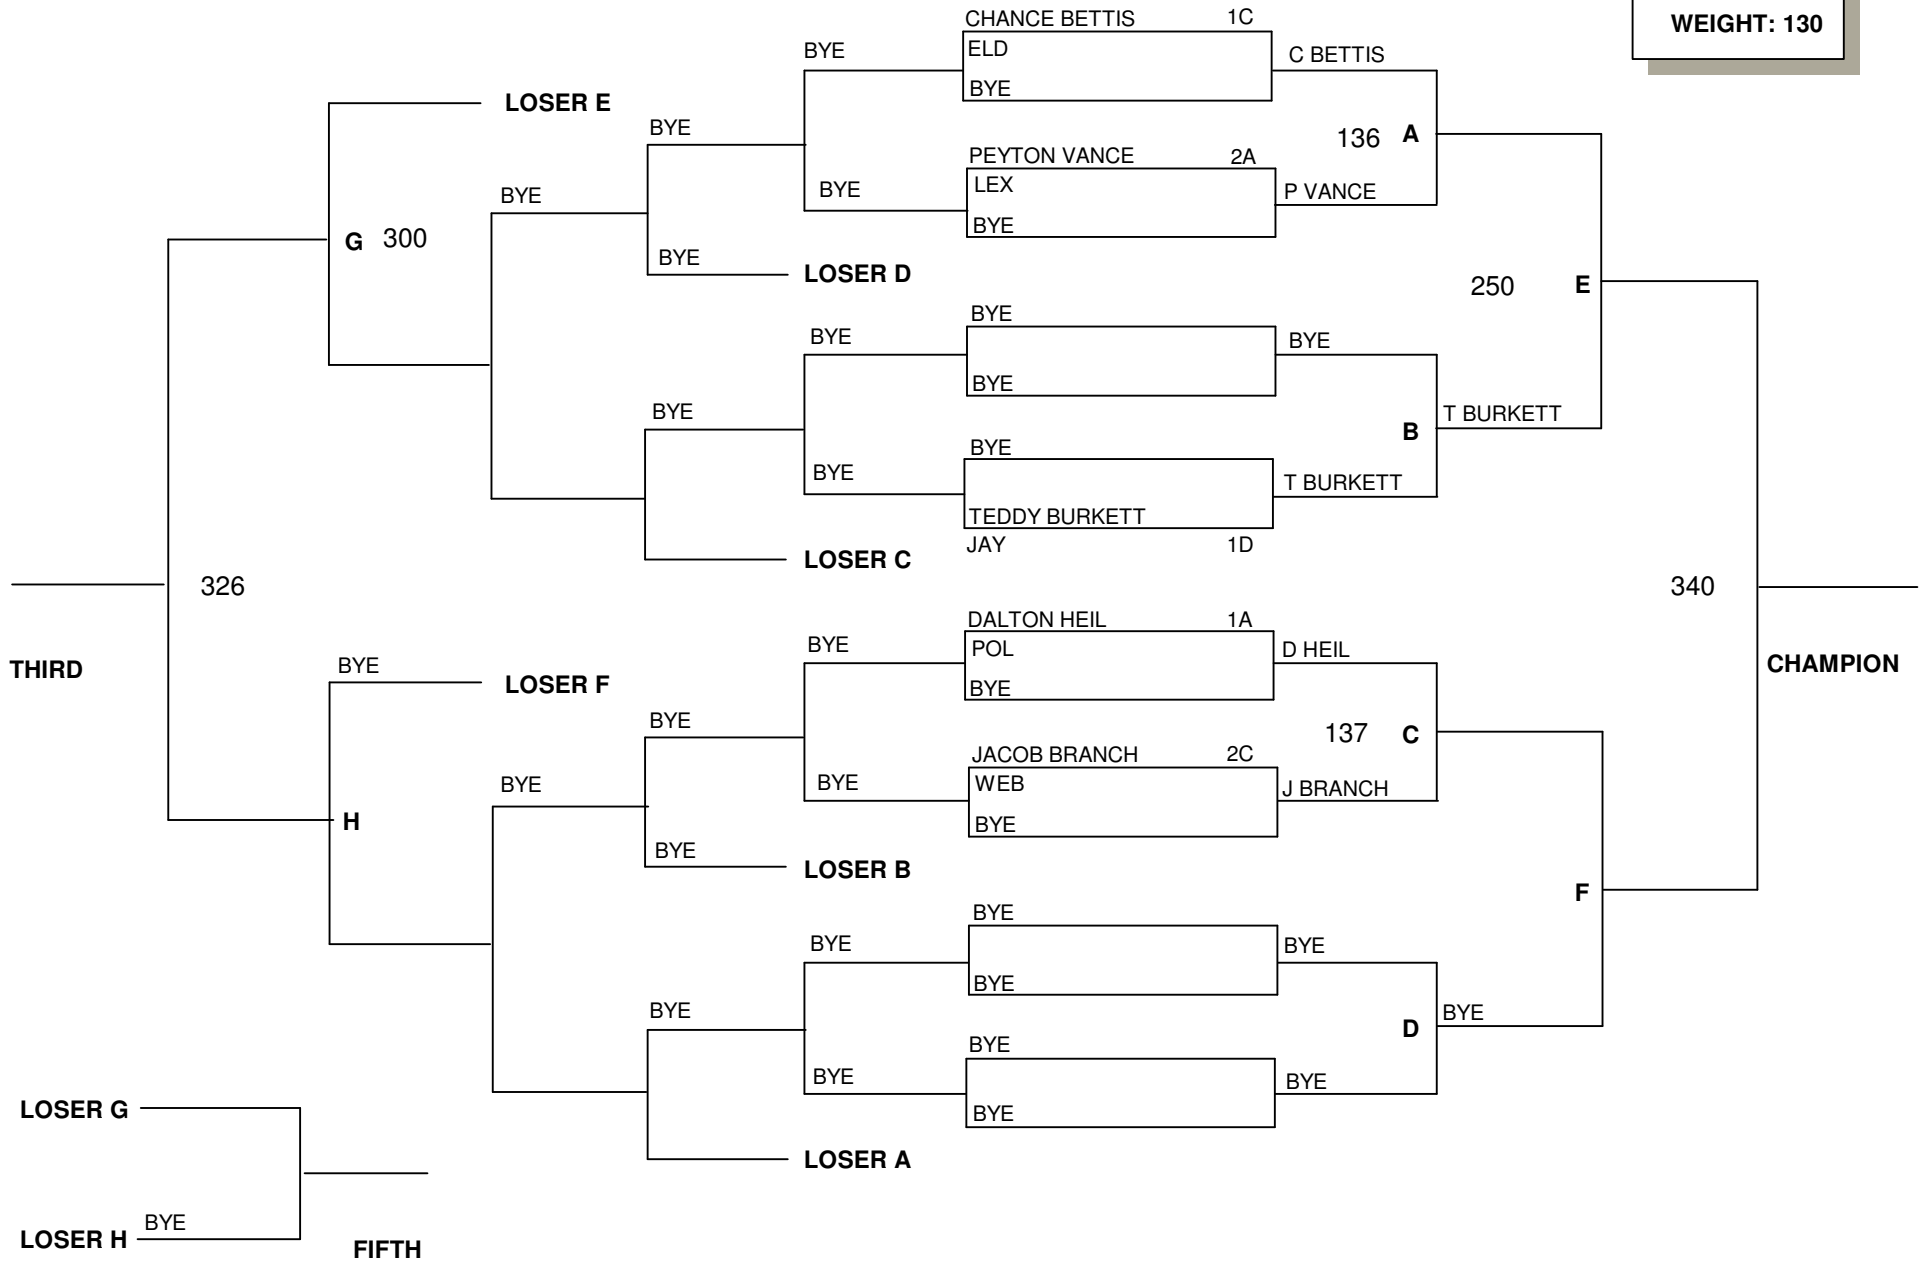 CHANCE BETTIS 1C
WEIGHT: 130
BYE ELD C BETTIS
BYE
LOSER E
BYE
136 A
PEYTON VANCE 2A
BYE LEX P VANCE
BYE
BYE
G 300
BYE LOSER D
250 E
BYE
BYE BYE
BYE
BYE T BURKETT
B
BYE
BYE T BURKETT
TEDDY BURKETT
JAY 1D
LOSER C
326 340
DALTON HEIL 1A
BYE POL D HEIL
THIRD BYE CHAMPION
LOSER F BYE
BYE
137 C
JACOB BRANCH 2C
BYE BYE WEB J BRANCH
H BYE
BYE
LOSER B
F
BYE
BYE BYE
BYE
BYE BYE
D
BYE
BYE BYE
LOSER G BYE
LOSER A
BYE
LOSER H FIFTH